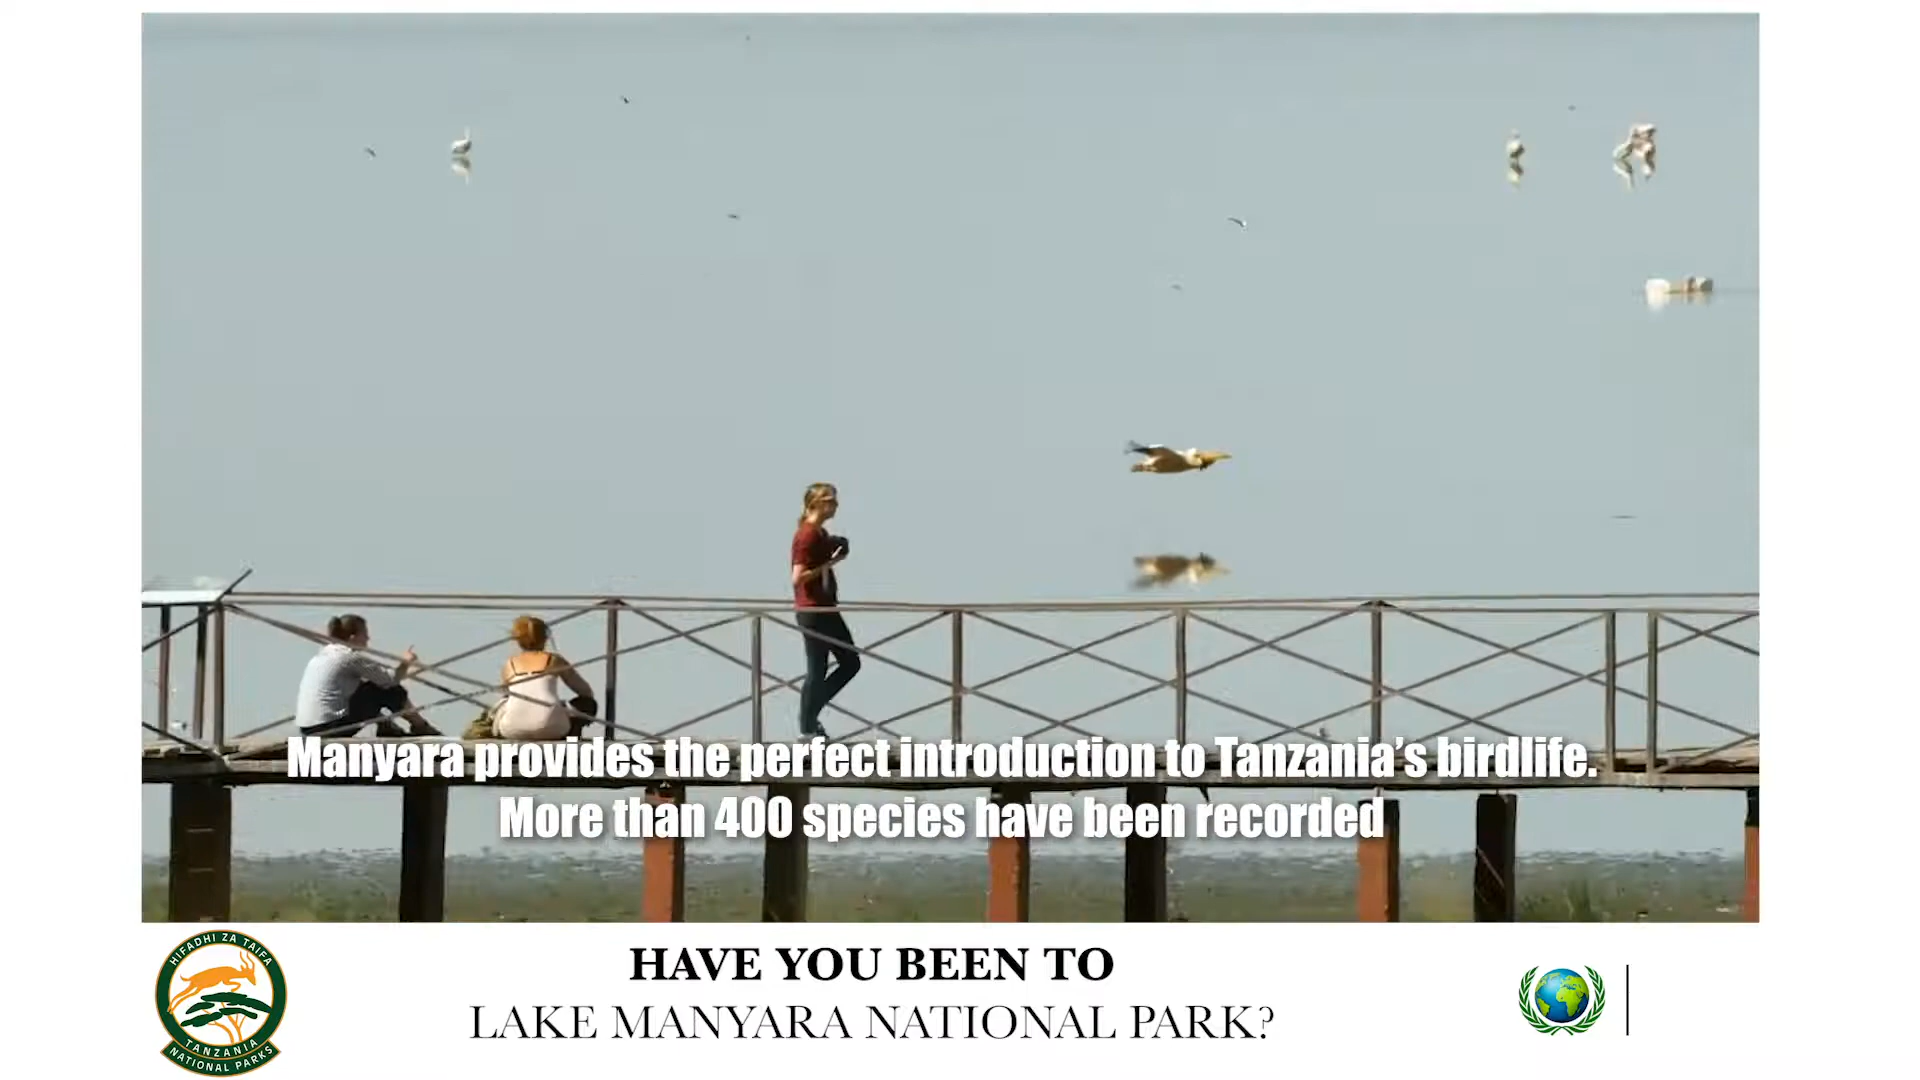 Manyara provides the perfect introduction to Tanzania's birdlife.
More than 400 species have been recorded
HIFADHI ZA TAIFA
TANZANIA
NATIONAL PARKS
HAVE YOU BEEN TO
LAKE MANYARA NATIONAL PARK?